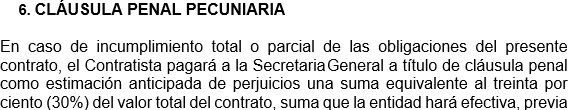 6. CLÁUSULA PENAL PECUNIARIA
En caso de incumplimiento total o parcial de las obligaciones del presente
contrato, el Contratista pagará a la Secretaria General a título de cláusula penal
como estimación anticipada de perjuicios una suma equivalente al treinta por
ciento (30%) del valor total del contrato, suma que la entidad hará efectiva, previa